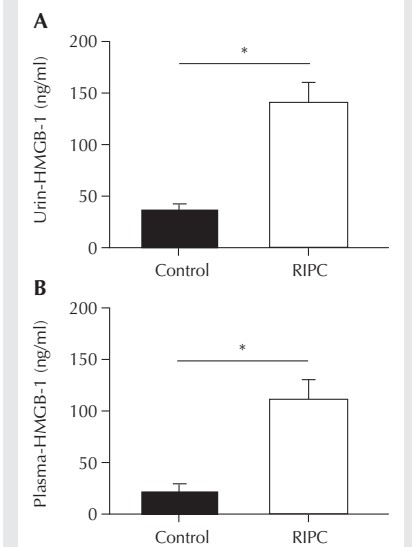 A
Urin-HMGB-1 (ng/ml)
200
150
100
50
0
*
Control RIPC
B
Plasma-HMGB-1 (ng/ml)
200
150
100
50
0
*
Control RIPC